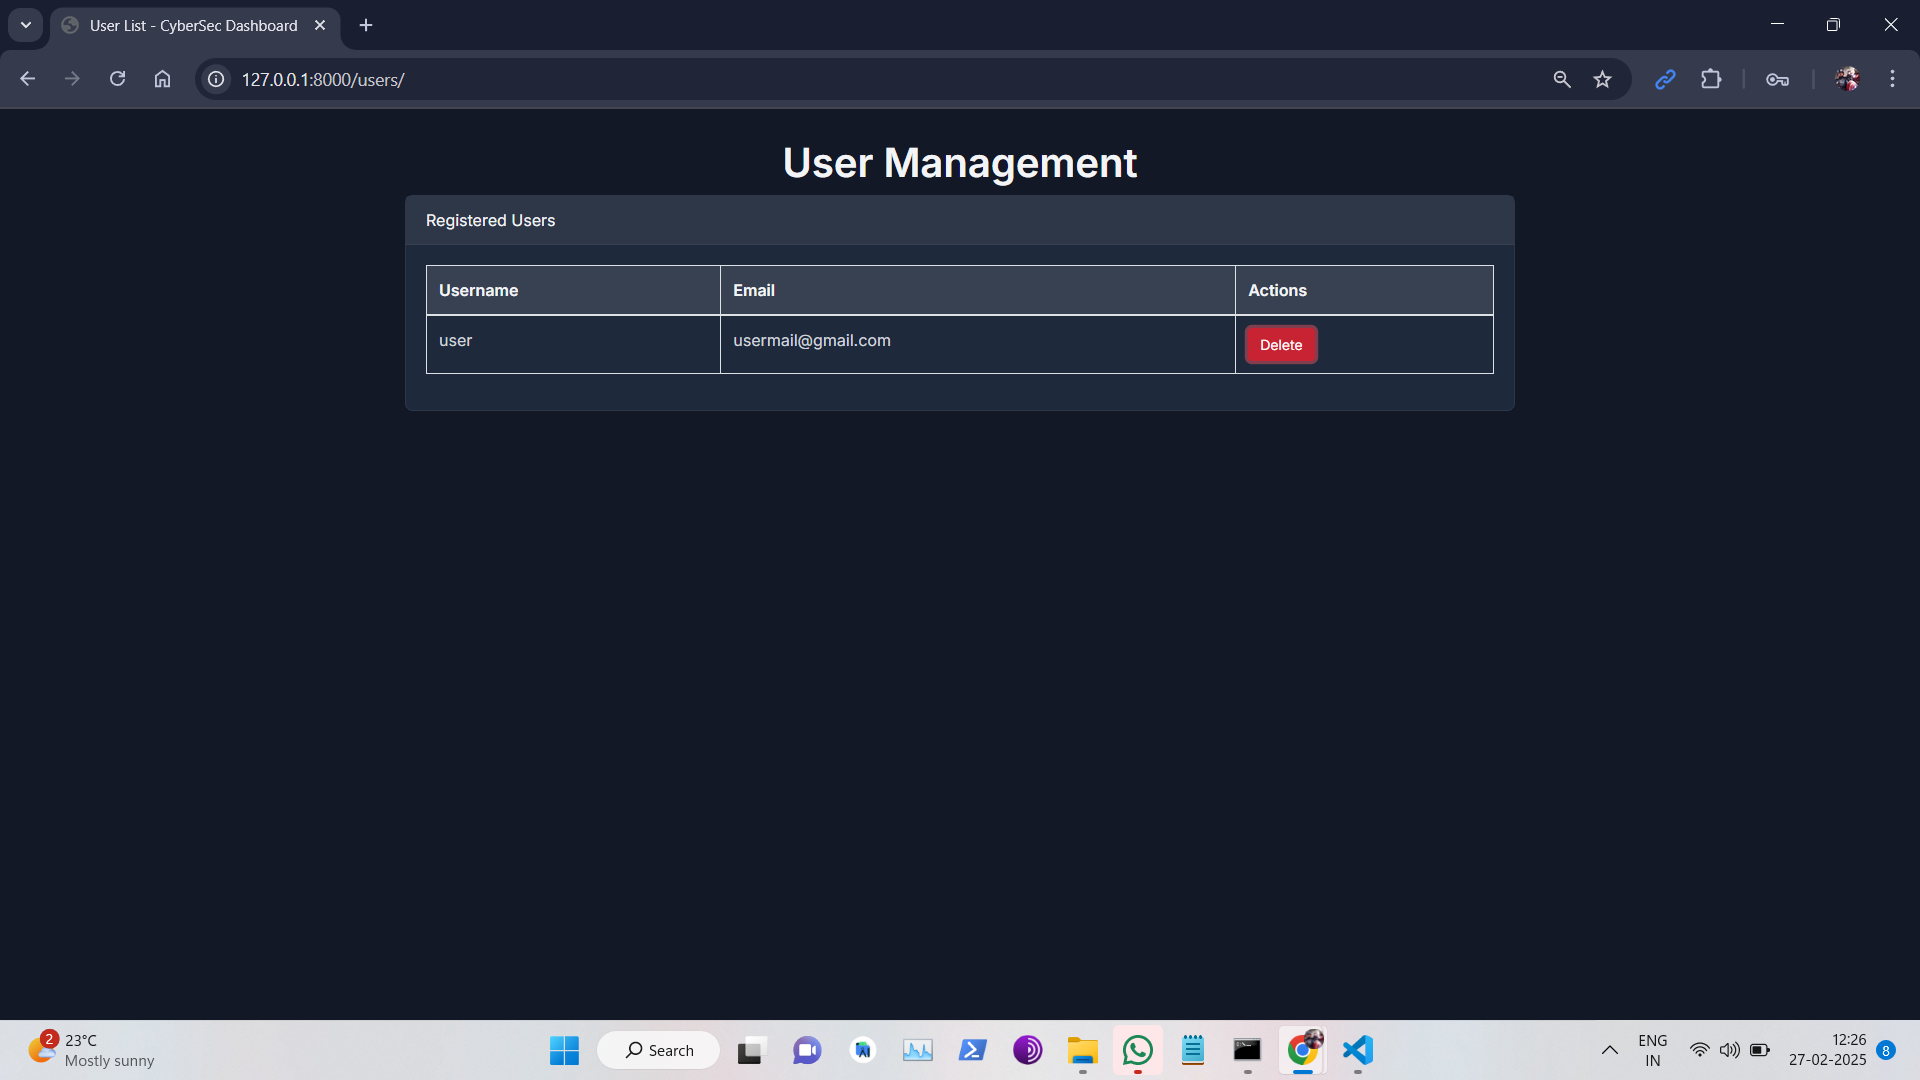 User List - CyberSec Dashboard
127.0.0.1:8000/users/
User Management
Registered Users
Username Email Actions
user usermail@gmail.com Delete
2 23°C
Mostly sunny
Search
ENG
IN
12:26
27-02-2025
8